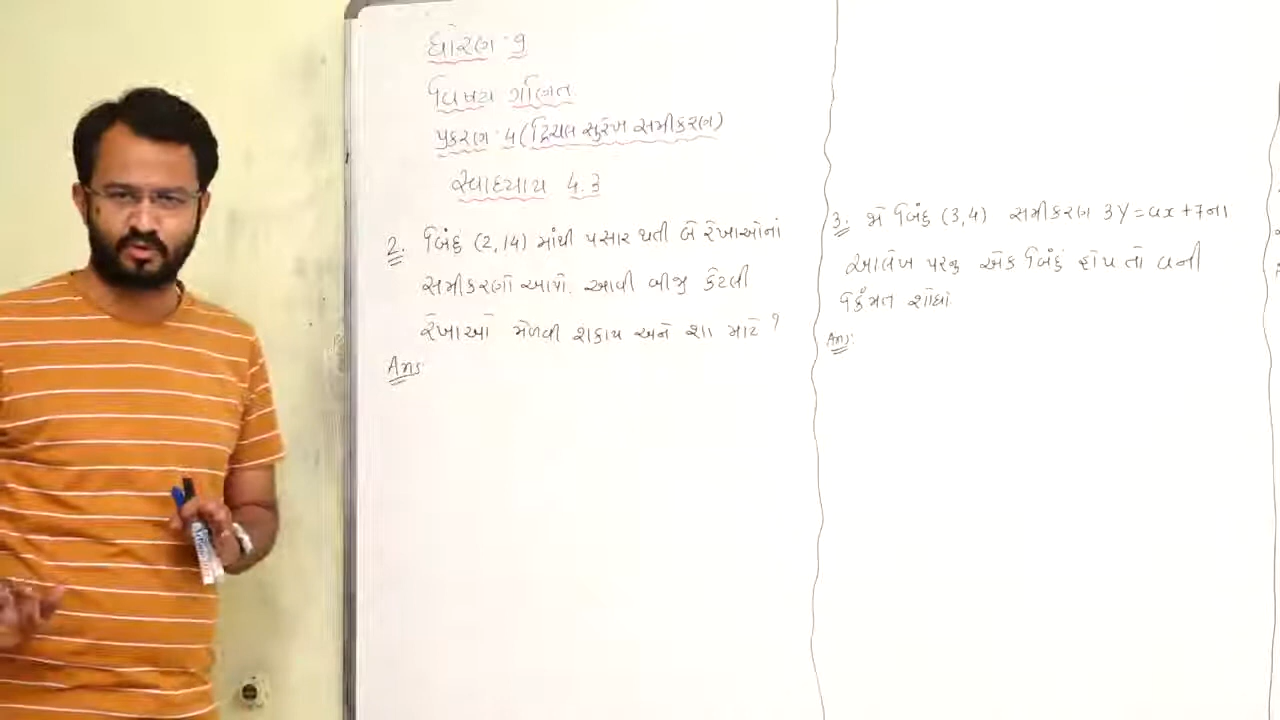 ધોરણ : 9
વિષય ગણિત
પ્રકરણ : 4 (દ્વિચલ સુરેખ સમીકરણ)
સ્વાધ્યાય 4.3
2. બિંદુ (2,14) માંથી પસાર થતી બે રેખાઓનાં
સમીકરણો આપો. આવી બીજી કેટલી
રેખાઓ મેળવી શકાય અને શા માટે ?
Ans:
3. જો બિંદુ (3,4) સમીકરણ 3Y = ax + 7 ના
આલેખ પરનુ એક બિંદુ હોય તો aની
કિંમત શોધો
Ans: